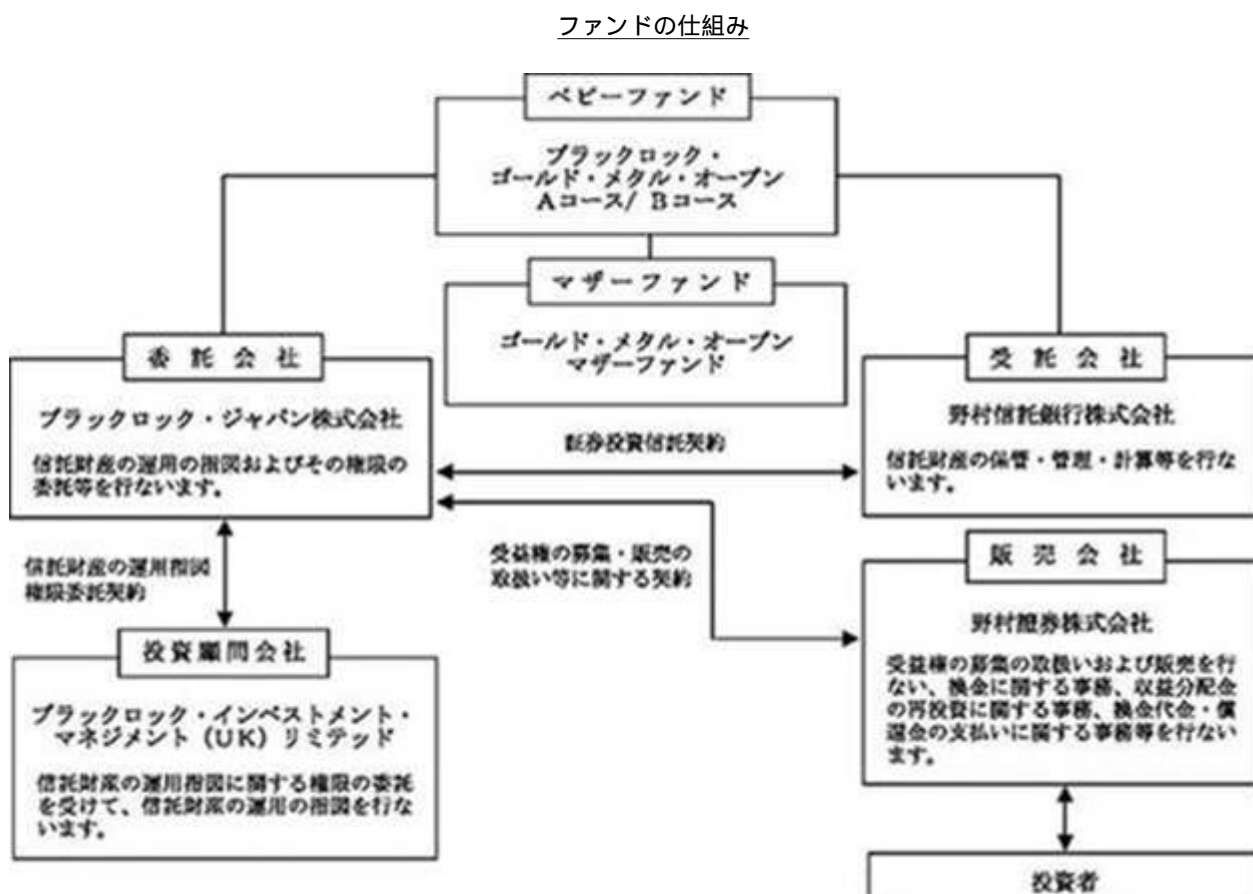 ファンドの仕組み
ベビーファンド
ブラックロック・
ゴールド・メタル・オープン
Aコース/ Bコース
マザーファンド
ゴールド・メタル・オープン
マザーファンド
委託会社
ブラックロック・ジャパン株式会社
信託財産の運用の指図およびその権限の
委託等を行ないます。
受託会社
野村信託銀行株式会社
信託財産の保管・管理・計算等を行な
います。
証券投資信託契約
信託財産の運用指図
権限委託契約
受益権の募集・販売の
取扱い等に関する契約
販売会社
野村證券株式会社
受益権の募集の取扱いおよび販売を行
ない、換金に関する事務、収益分配金
の再投資に関する事務、換金代金・償
還金の支払いに関する事務等を行ない
ます。
投資顧問会社
ブラックロック・インベストメント・
マネジメント（UK）リミテッド
信託財産の運用指図に関する権限の委託
を受けて、信託財産の運用の指図を行な
います。
投資者